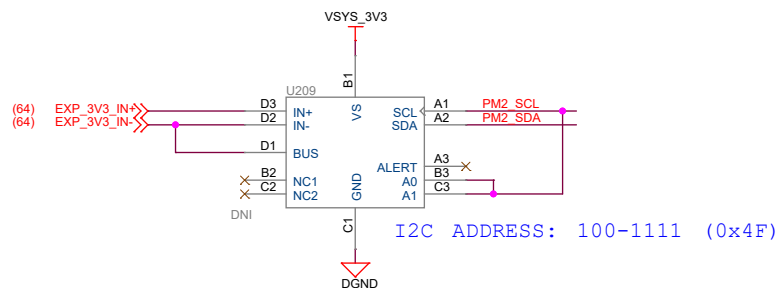 VSYS_3V3
U209
B1
(64) EXP_3V3_IN+ D3 IN+ VS SCL A1 PM2_SCL
(64) EXP_3V3_IN- D2 IN- SDA A2 PM2_SDA
D1 BUS
ALERT A3
B2 NC1 A0 B3
C2 NC2 GND A1 C3
DNI
C1
I2C ADDRESS: 100-1111 (0x4F)
DGND